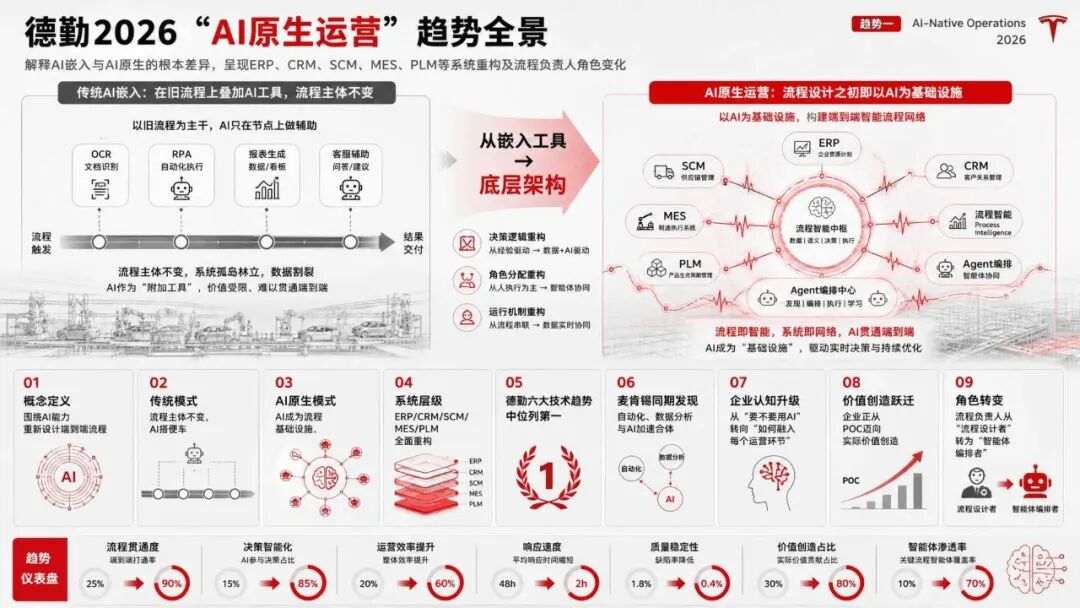 德勤2026“AI原生运营”趋势全景
解释AI嵌入与AI原生的根本差异，呈现ERP、CRM、SCM、MES、PLM等系统重构及流程负责人角色变化
趋势一
AI-Native Operations
2026
传统AI嵌入：在旧流程上叠加AI工具，流程主体不变
以旧流程为主干，AI只在节点上做辅助
OCR
文档识别
RPA
自动化执行
报表生成
数据/看板
客服辅助
问答/建议
流程
触发
结果
交付
流程主体不变，系统孤岛林立，数据割裂
AI作为“附加工具”，价值受限、难以贯通端到端
从嵌入工具
→
底层架构
决策逻辑重构
从经验驱动 → 数据+AI驱动
角色分配重构
从人执行为主 → 智能体协同
运行机制重构
从流程串联 → 数据实时协同
AI原生运营：流程设计之初即以AI为基础设施
以AI为基础设施，构建端到端智能流程网络
ERP
企业资源计划
SCM
供应链管理
CRM
客户关系管理
MES
制造执行系统
流程智能
Process
Intelligence
PLM
产品生命周期管理
Agent编排
智能体协同
流程智能中枢
数据 | 语义 | 决策 | 执行
Agent编排中心
发现 | 编排 | 执行 | 学习
流程即智能，系统即网络，AI贯通端到端
AI成为“基础设施”，驱动实时决策与持续优化
01
概念定义
围绕AI能力
重新设计端到端流程
AI
02
传统模式
流程主体不变，
AI搭便车
03
AI原生模式
AI成为流程
基础设施，
04
系统层级
ERP/CRM/SCM/
MES/PLM
全面重构
ERP
CRM
SCM
MES
PLM
05
德勤六大技术趋势
中位列第一
1
06
麦肯锡同期发现
自动化、数据分析
与AI加速合体
自动化
数据分析
AI
07
企业认知升级
从“要不要用AI”
转向“如何融入
每个运营环节”
08
价值创造跃迁
企业正从
POC迈向
实际价值创造
POC
09
角色转变
流程负责人从
“流程设计者”
转为“智能体
编排者”
流程设计者
智能体编排者
趋势
仪表盘
流程贯通度
端到端打通率
25%
90%
决策智能化
AI参与决策占比
15%
85%
运营效率提升
整体效率提升
20%
60%
响应速度
平均响应时间缩短
48h
2h
质量稳定性
缺陷率降低
1.8%
0.4%
价值创造占比
实际价值贡献占比
30%
80%
智能体渗透率
关键流程智能体覆盖率
10%
70%